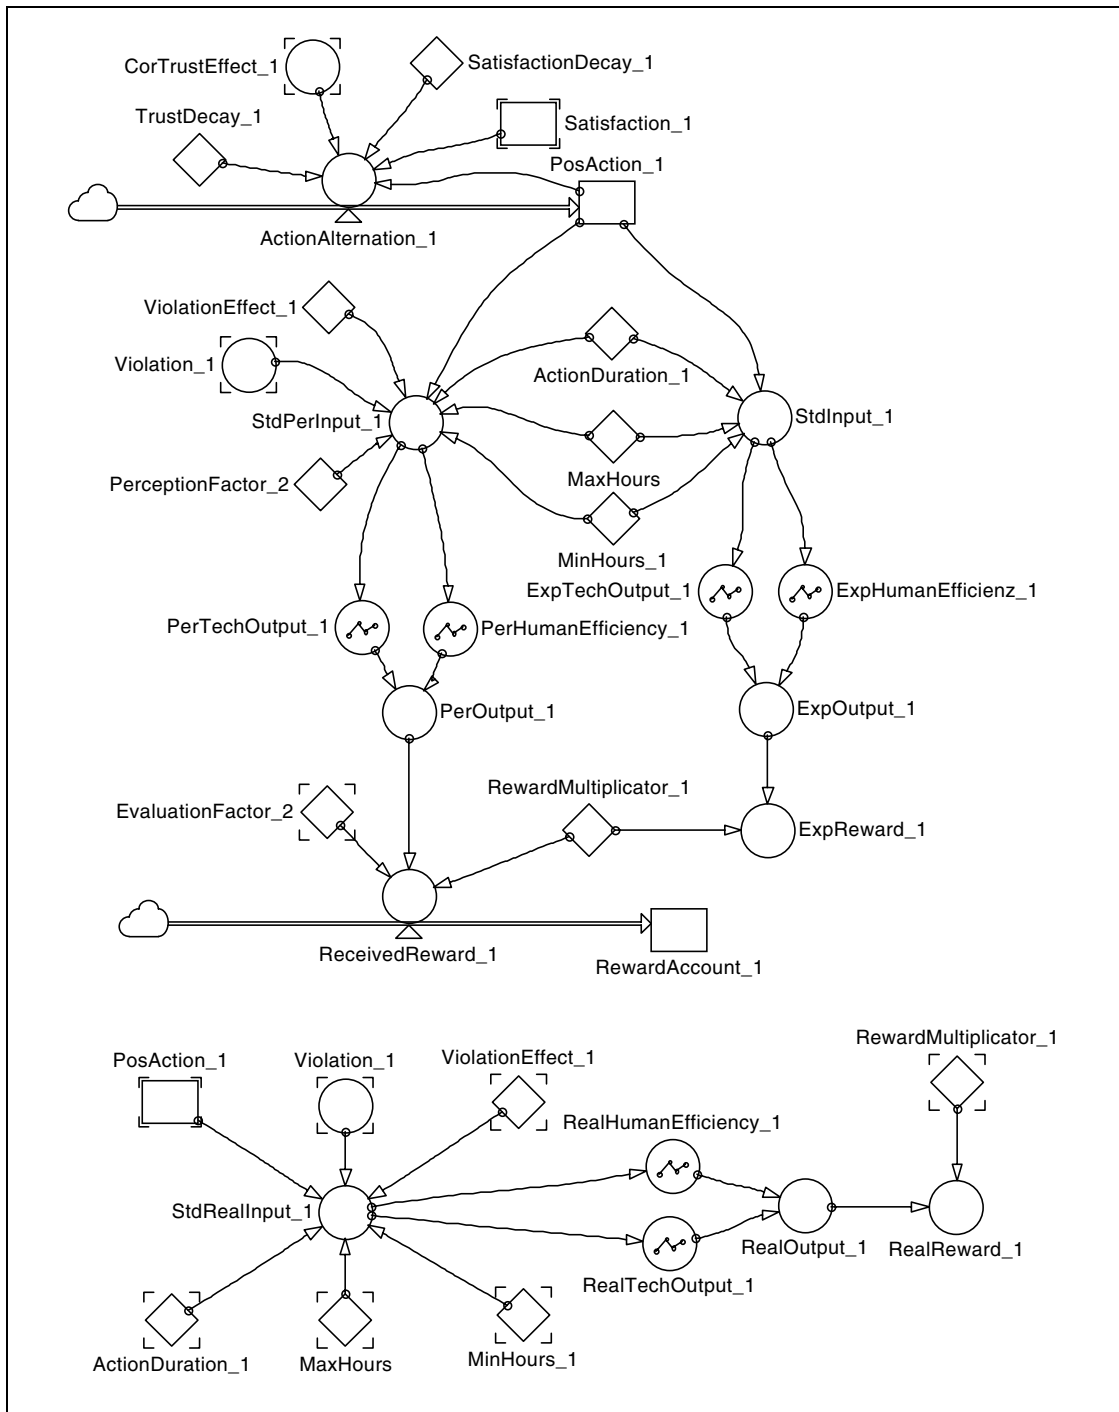 CorTrustEffect_1
SatisfactionDecay_1
TrustDecay_1
Satisfaction_1
PosAction_1
ActionAlternation_1
ViolationEffect_1
Violation_1
ActionDuration_1
StdPerInput_1
StdInput_1
MaxHours
PerceptionFactor_2
MinHours_1
ExpTechOutput_1
ExpHumanEfficienz_1
PerTechOutput_1
PerHumanEfficiency_1
PerOutput_1
ExpOutput_1
RewardMultiplicator_1
EvaluationFactor_2
ExpReward_1
ReceivedReward_1
RewardAccount_1
RewardMultiplicator_1
PosAction_1
Violation_1
ViolationEffect_1
RealHumanEfficiency_1
StdRealInput_1
RealOutput_1
RealReward_1
RealTechOutput_1
ActionDuration_1
MaxHours
MinHours_1